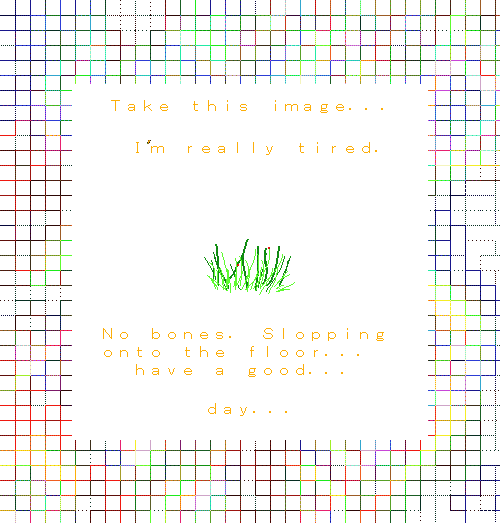 Take this image...
I'm really tired.
No bones. Slopping
onto the floor...
have a good...
day...